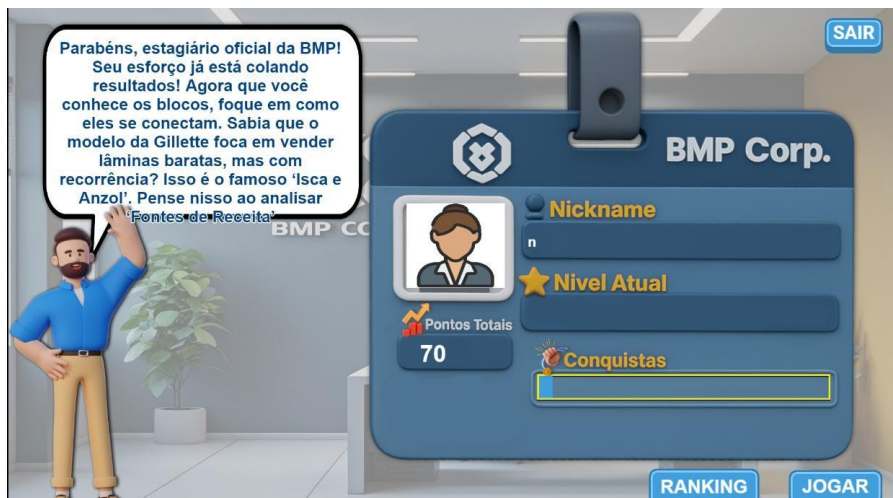 Parabéns, estagiário oficial da BMP!
Seu esforço já está colando
resultados! Agora que você
conhece os blocos, foque em como
eles se conectam. Sabia que o
modelo da Gillette foca em vender
lâminas baratas, mas com
recorrência? Isso é o famoso ‘Isca e
Anzol’. Pense nisso ao analisar
‘Fontes de Receita’
BMP CO
SAIR
BMP Corp.
Nickname
n
Nivel Atual
Pontos Totais
70
Conquistas
RANKING
JOGAR